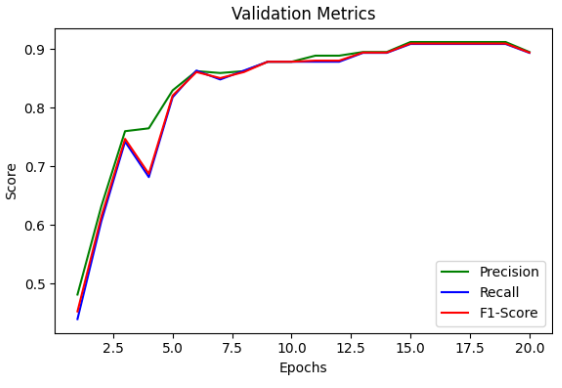 Validation Metrics
0.9
0.8
0.7
0.6
0.5
Score
Precision
Recall
F1-Score
2.5 5.0 7.5 10.0 12.5 15.0 17.5 20.0
Epochs